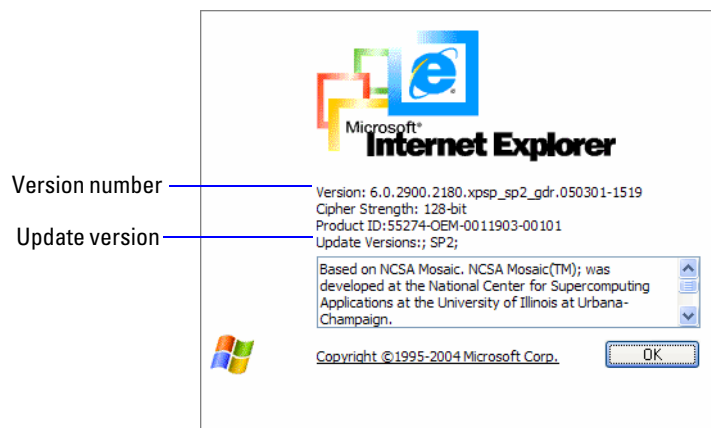 Microsoft®
Internet Explorer
Version number
Version: 6.0.2900.2180.xpsp_sp2_gdr.050301-1519
Cipher Strength: 128-bit
Product ID:55274-OEM-0011903-00101
Update version
Update Versions:; SP2;
Based on NCSA Mosaic. NCSA Mosaic(TM); was
developed at the National Center for Supercomputing
Applications at the University of Illinois at Urbana-
Champaign.
Copyright ©1995-2004 Microsoft Corp.
OK